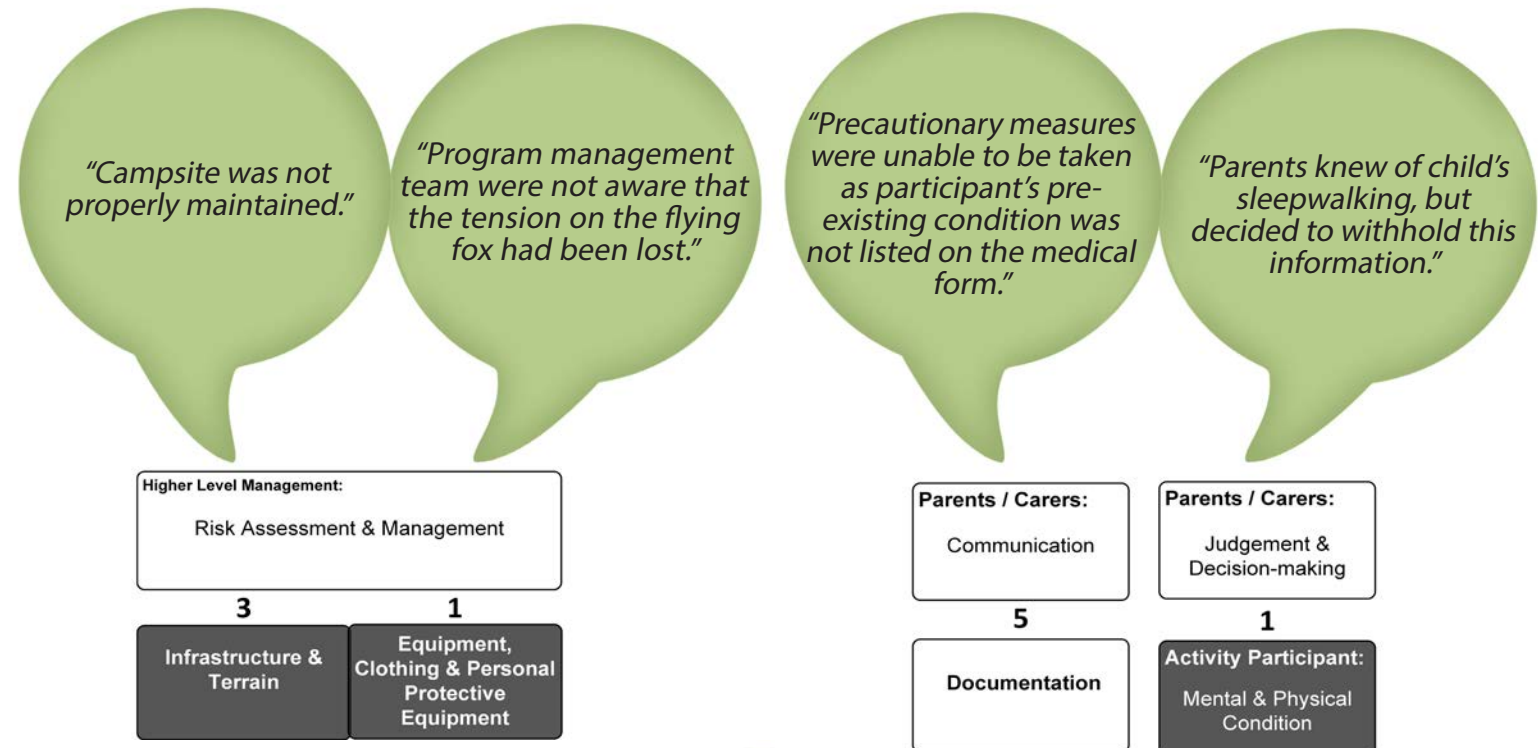 “Campsite was not
properly maintained.”
“Program management
team were not aware that
the tension on the flying
fox had been lost.”
“Precautionary measures
were unable to be taken
as participant’s pre-
existing condition was
not listed on the medical
form.”
“Parents knew of child’s
sleepwalking, but
decided to withhold this
information.”
Higher Level Management:
Risk Assessment & Management
3
1
Infrastructure &
Terrain
Equipment,
Clothing & Personal
Protective
Equipment
Parents / Carers:
Communication
5
Documentation
Parents / Carers:
Judgement &
Decision-making
1
Activity Participant:
Mental & Physical
Condition